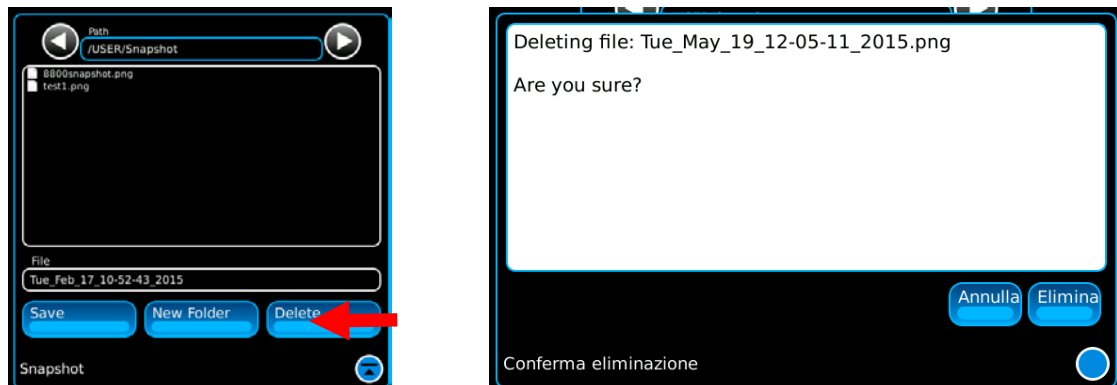 Path
/USER/Snapshot
8800snapshot.png
test1.png
File
Tue_Feb_17_10-52-43_2015
Save
New Folder
Delete
Snapshot
Deleting file: Tue_May_19_12-05-11_2015.png
Are you sure?
Annulla
Elimina
Conferma eliminazione